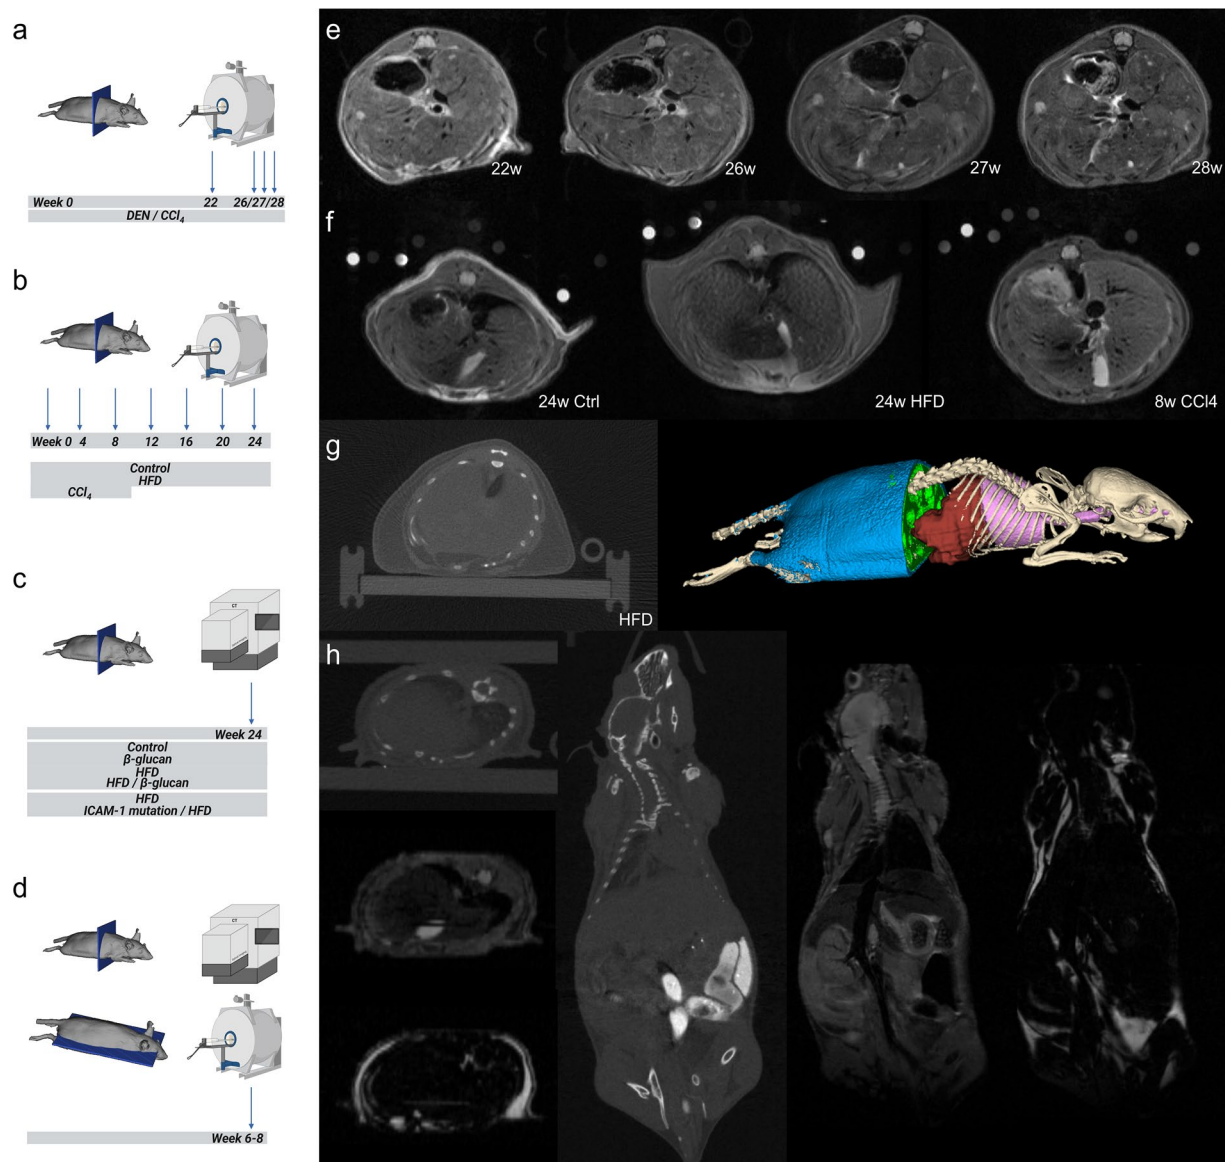 a
Week 0 22 26/27/28
DEN / CCl₄
b
Week 0 4 8 12 16 20 24
Control
HFD
CCl₄
c
CT
Week 24
Control
β-glucan
HFD
HFD / β-glucan
HFD
ICAM-1 mutation / HFD
d
CT
Week 6-8
e
22w
26w
27w
28w
f
24w Ctrl
24w HFD
8w CCl4
g
HFD
h